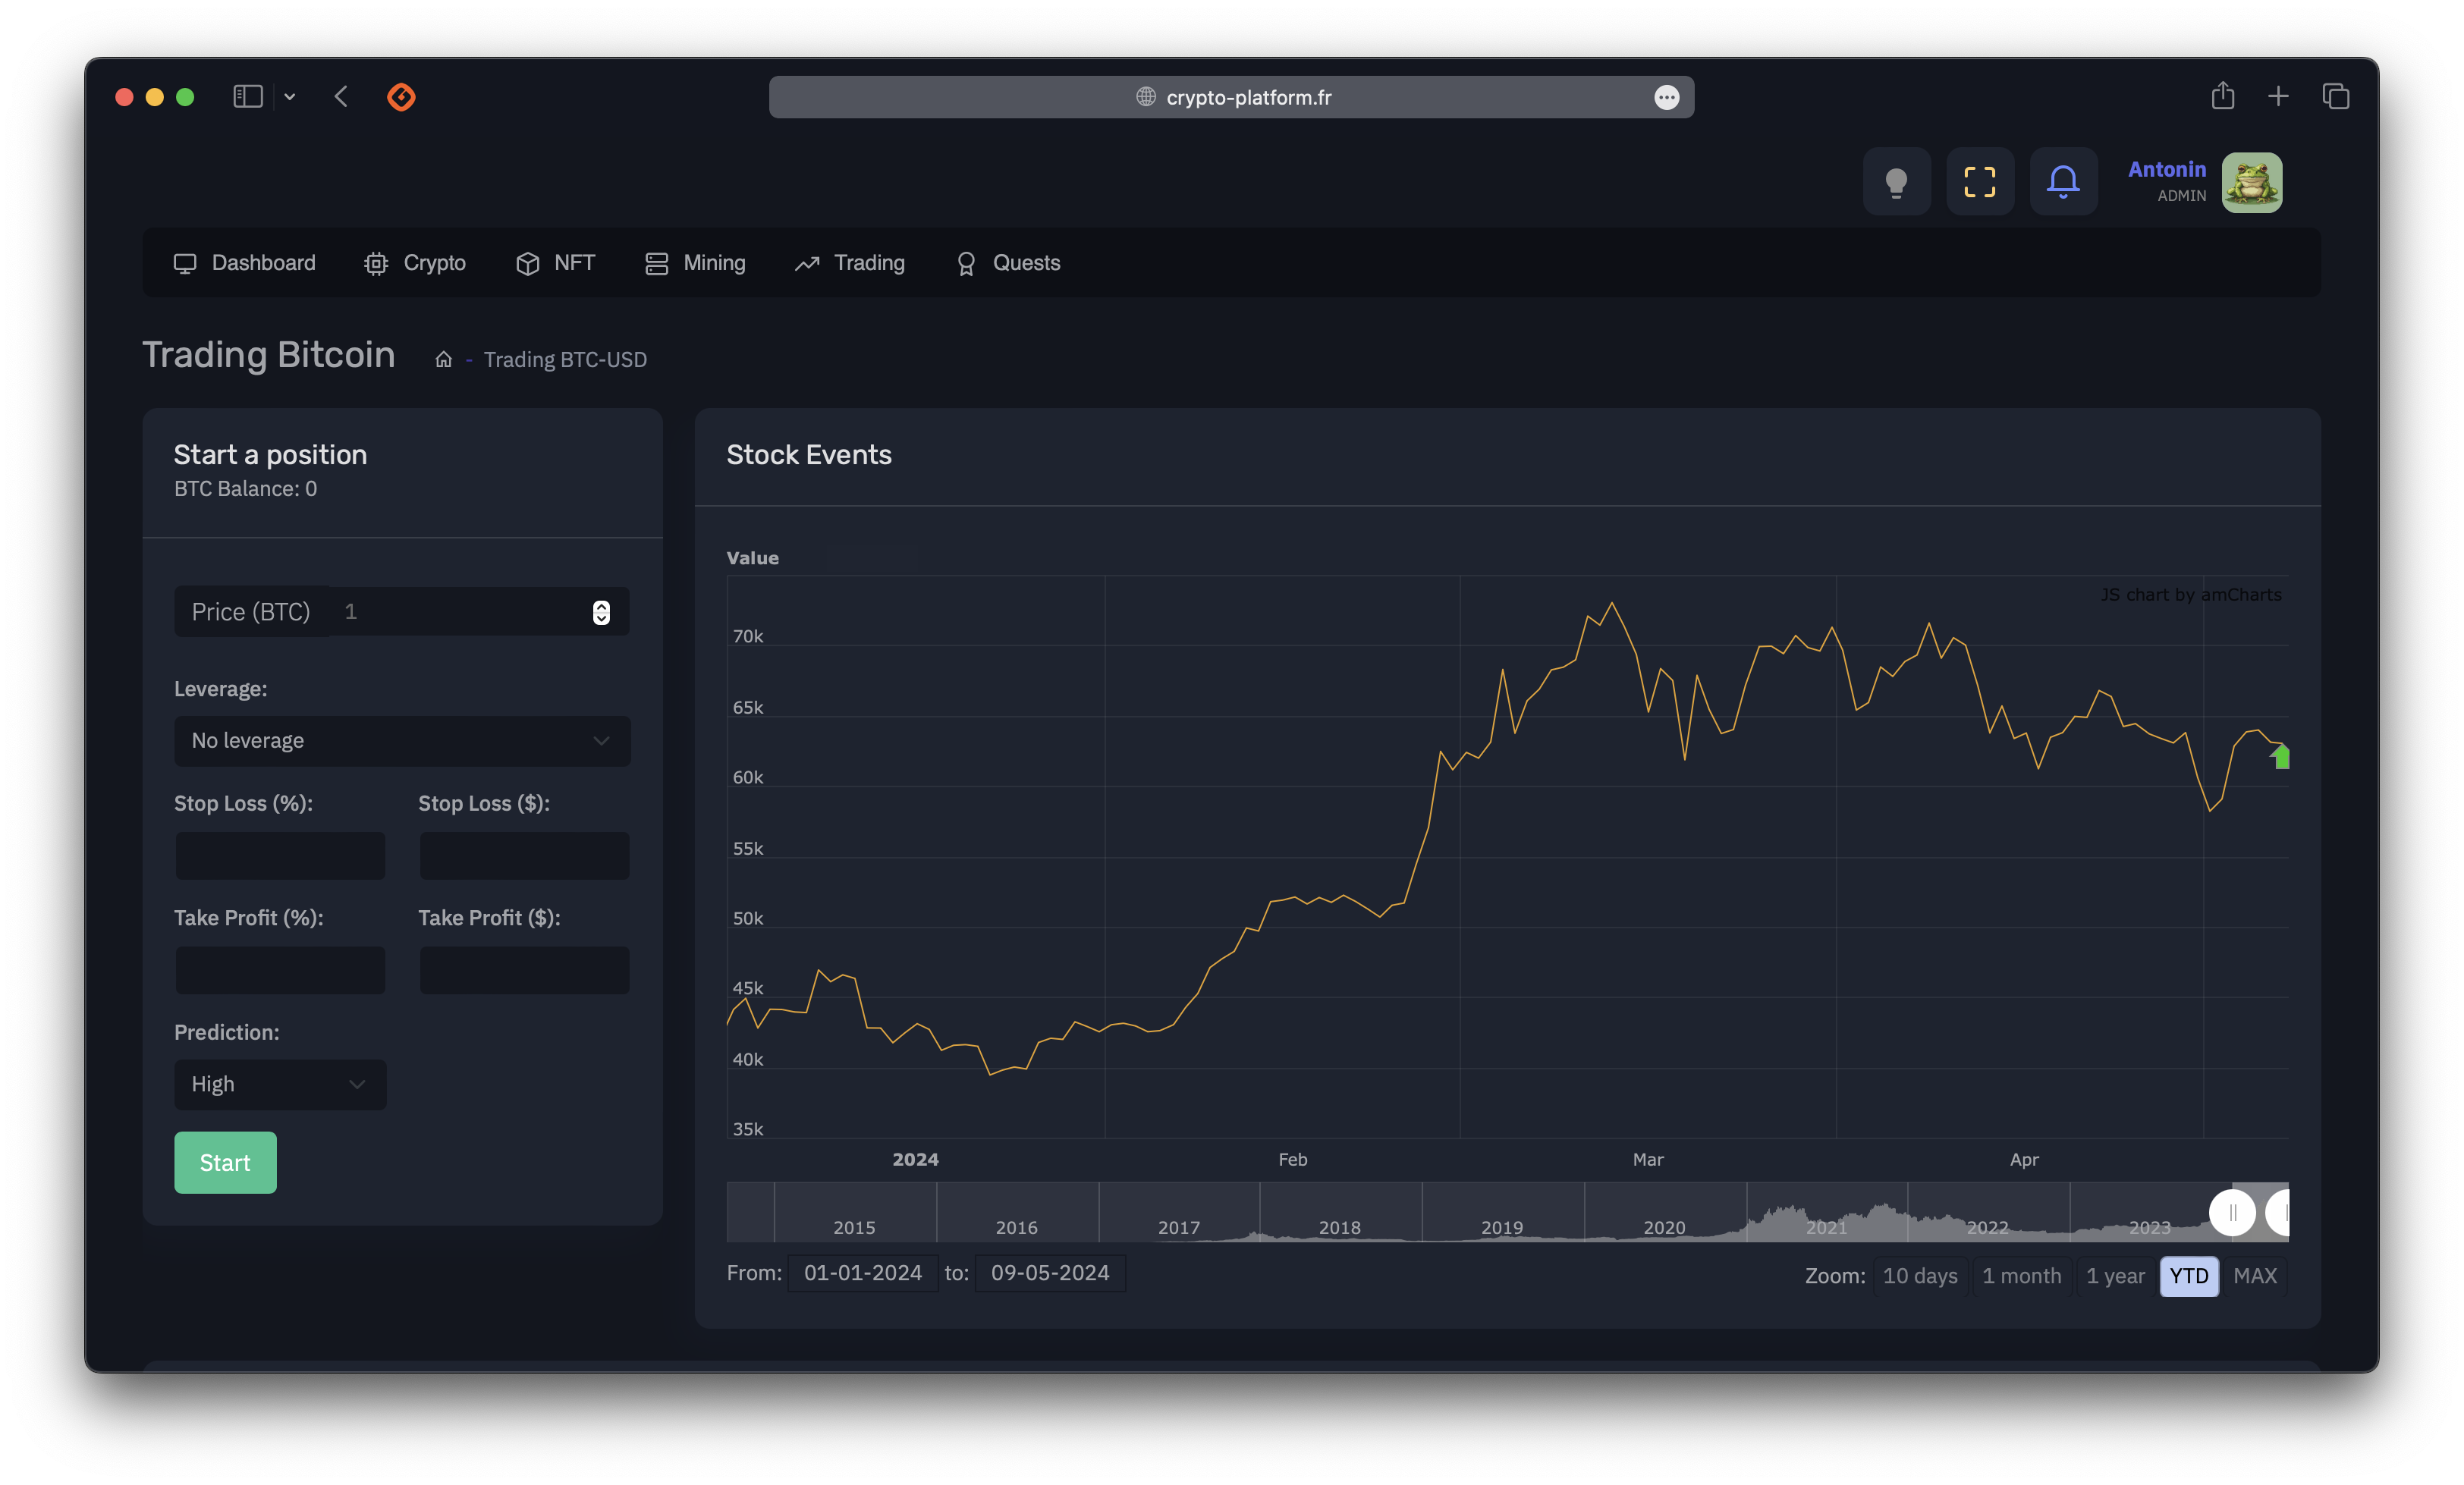 crypto-platform.fr
Antonin
ADMIN
Dashboard Crypto NFT Mining Trading Quests
Trading Bitcoin - Trading BTC-USD
Start a position
BTC Balance: 0
Price (BTC) 1
Leverage:
No leverage
Stop Loss (%): Stop Loss ($):
Take Profit (%): Take Profit ($):
Prediction:
High
Start
Stock Events
Value
JS chart by amCharts
70k
65k
60k
55k
50k
45k
40k
35k
2024 Feb Mar Apr
2015 2016 2017 2018 2019 2020 2021 2022 2023
From: 01-01-2024 to: 09-05-2024
Zoom: 10 days 1 month 1 year YTD MAX